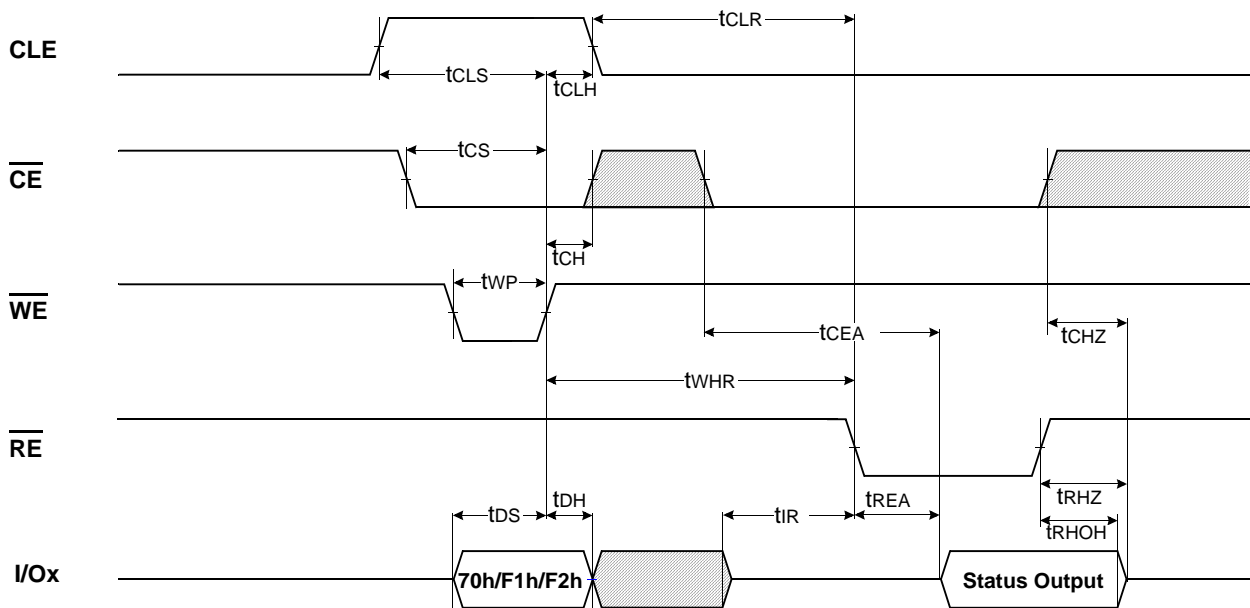 CLE
tCLR
tCLS
tCLH
CE
tCS
tCH
WE
tWP
tCEA
tCHZ
tWHR
RE
tDS
tDH
tIR
tREA
tRHZ
tRHOH
I/Ox
70h/F1h/F2h
Status Output